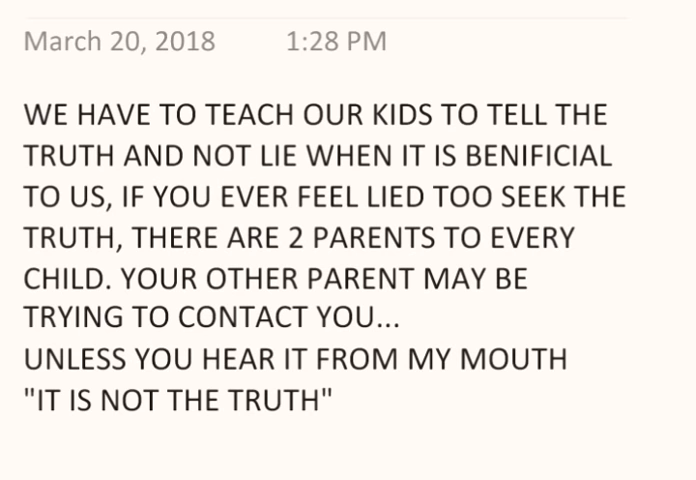 March 20, 2018 1:28 PM
WE HAVE TO TEACH OUR KIDS TO TELL THE
TRUTH AND NOT LIE WHEN IT IS BENIFICIAL
TO US, IF YOU EVER FEEL LIED TOO SEEK THE
TRUTH, THERE ARE 2 PARENTS TO EVERY
CHILD. YOUR OTHER PARENT MAY BE
TRYING TO CONTACT YOU...
UNLESS YOU HEAR IT FROM MY MOUTH
"IT IS NOT THE TRUTH"